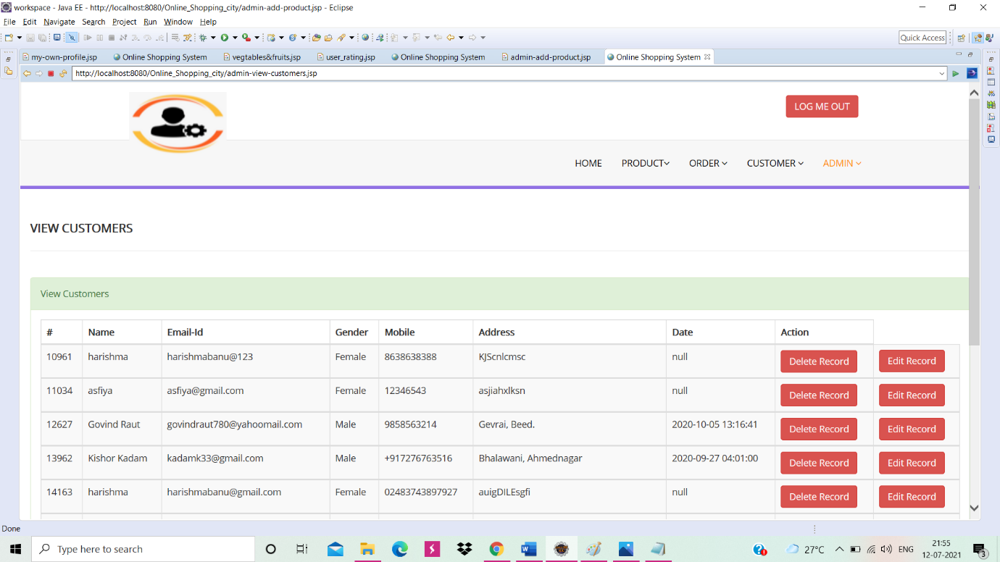 workspace - Java EE - http://localhost:8080/Online_Shopping_city/admin-add-product.jsp - Eclipse
File Edit Navigate Search Project Run Window Help
Quick Access
my-own-profile.jsp Online Shopping System vegtables&fruits.jsp user_rating.jsp Online Shopping System admin-add-product.jsp Online Shopping System
http://localhost:8080/Online_Shopping_city/admin-view-customers.jsp
LOG ME OUT
HOME PRODUCT ORDER CUSTOMER ADMIN
VIEW CUSTOMERS
View Customers
# Name Email-Id Gender Mobile Address Date Action
10961 harishma harishmabanu@123 Female 8638638388 KJScnlcmsc null Delete Record Edit Record
11034 asfiya asfiya@gmail.com Female 12346543 asjiahxlksn null Delete Record Edit Record
12627 Govind Raut govindraut780@yahoomail.com Male 9858563214 Gevrai, Beed. 2020-10-05 13:16:41 Delete Record Edit Record
13962 Kishor Kadam kadamk33@gmail.com Male +917276763516 Bhalawani, Ahmednagar 2020-09-27 04:01:00 Delete Record Edit Record
14163 harishma harishmabanu@gmail.com Female 02483743897927 auigDILEsgfi null Delete Record Edit Record
Done
Type here to search
27°C ENG
21:55
12-07-2021
3